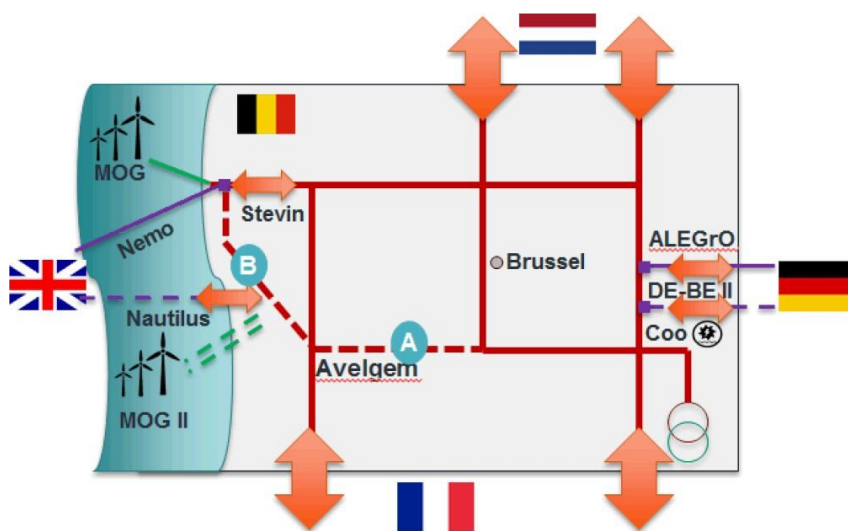 MOG
Stevin
Nemo
ALEGrO
B
Brussel
DE-BE II
Nautilus
Coo
A
Avelgem
MOG II